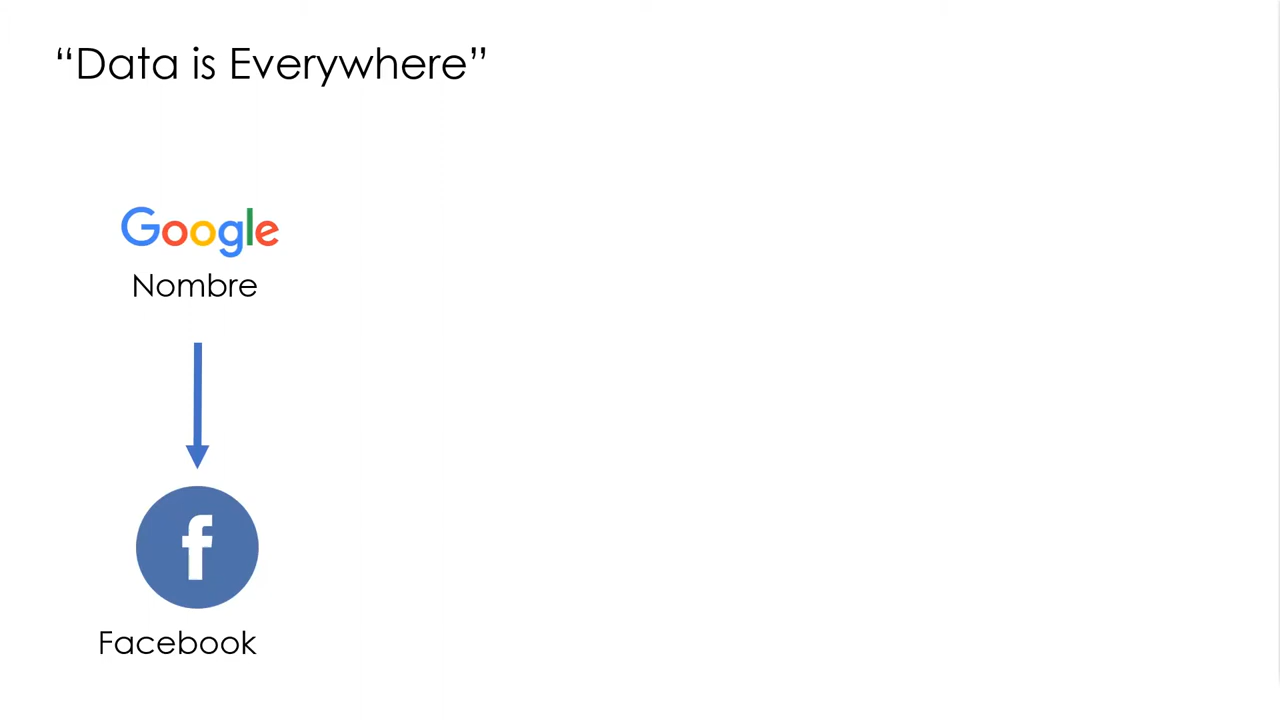 “Data is Everywhere”
Google
Nombre
f
Facebook